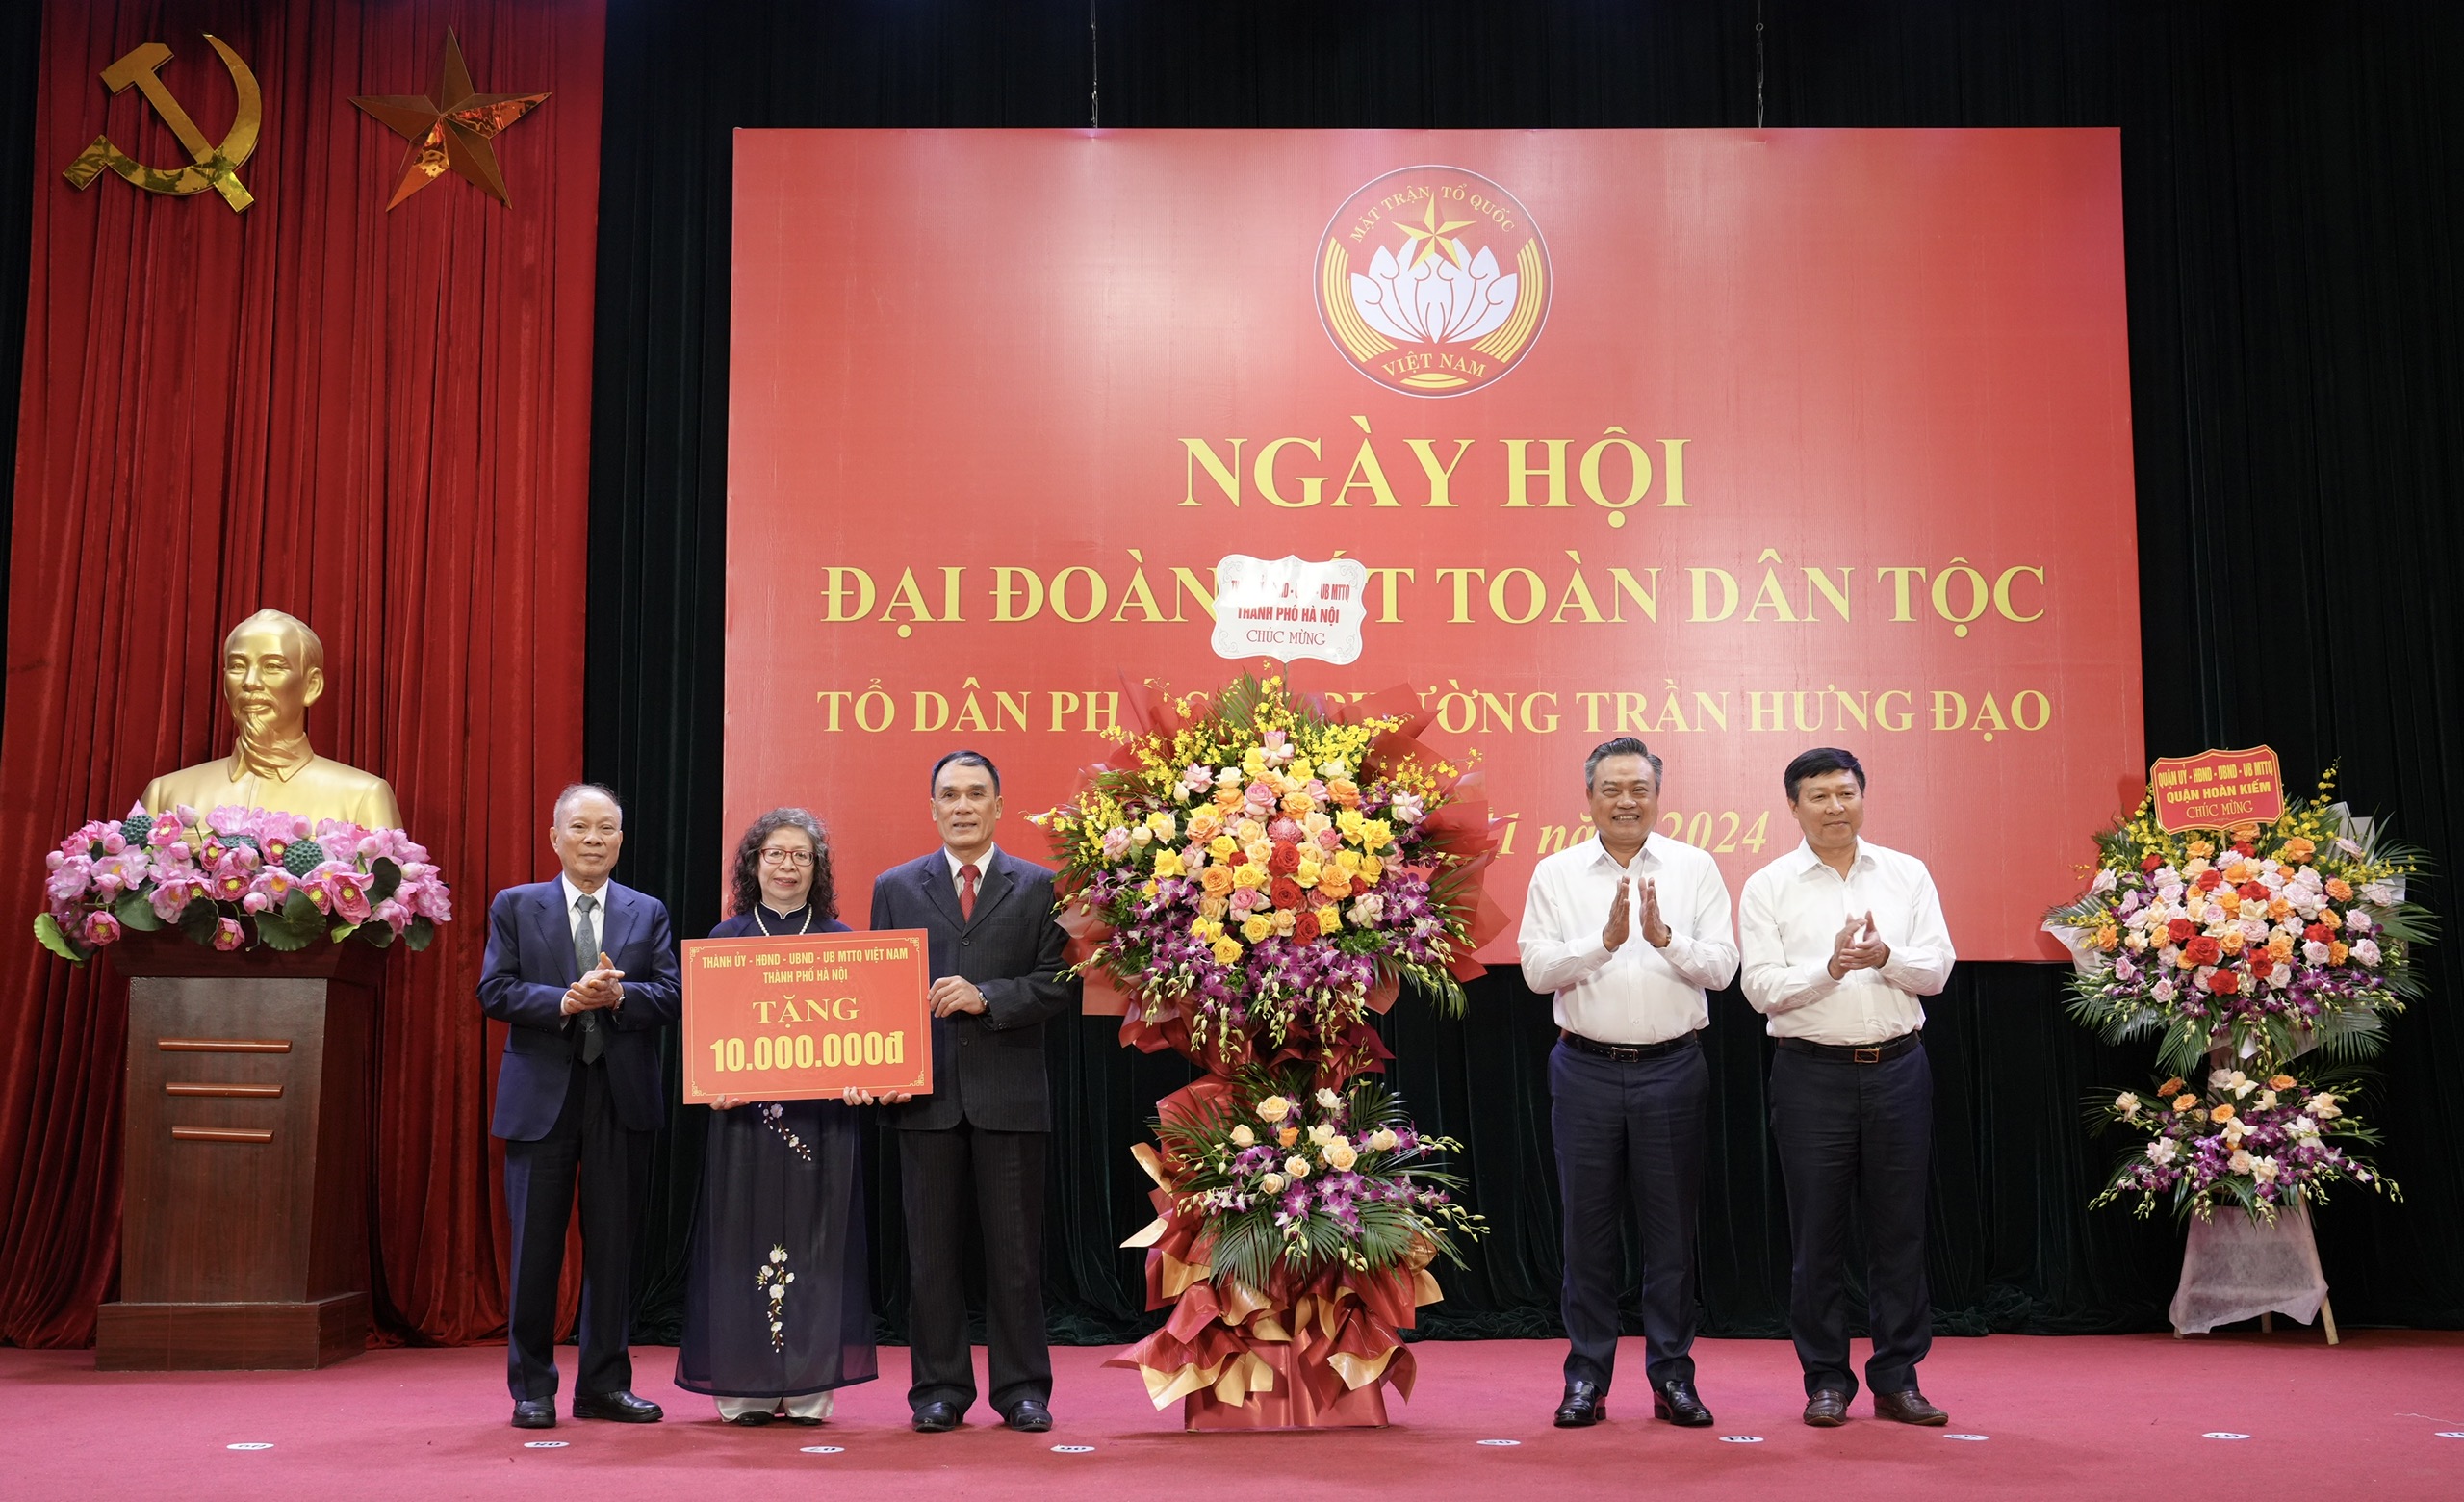 MẶT TRẬN TỔ QUỐC
VIỆT NAM
NGÀY HỘI
ĐẠI ĐOÀN T TOÀN DÂN TỘC
TỔ DÂN PH ƯỜNG TRẦN HƯNG ĐẠO
1 năm 2024
UB MTTQ
THÀNH PHỐ HÀ NỘI
CHÚC MỪNG
THÀNH ỦY - HĐND - UBND - UB MTTQ VIỆT NAM
THÀNH PHỐ HÀ NỘI
TẶNG
10.000.000đ
QUẬN ỦY - HĐND - UBND - UB MTTQ
QUẬN HOÀN KIẾM
CHÚC MỪNG